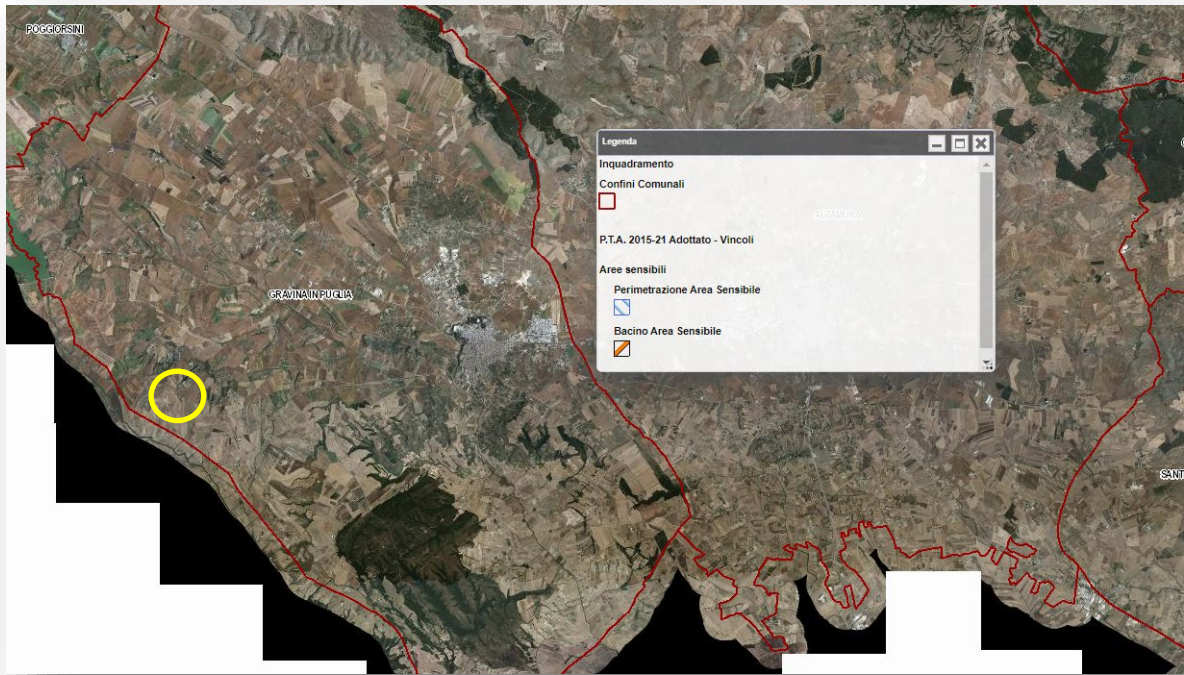 POGGIORSINI
Legenda
Inquadramento
Confini Comunali
ALTAMURA
P.T.A. 2015-21 Adottato - Vincoli
Aree sensibili
Perimetrazione Area Sensibile
GRAVINA IN PUGLIA
Bacino Area Sensibile
SANT